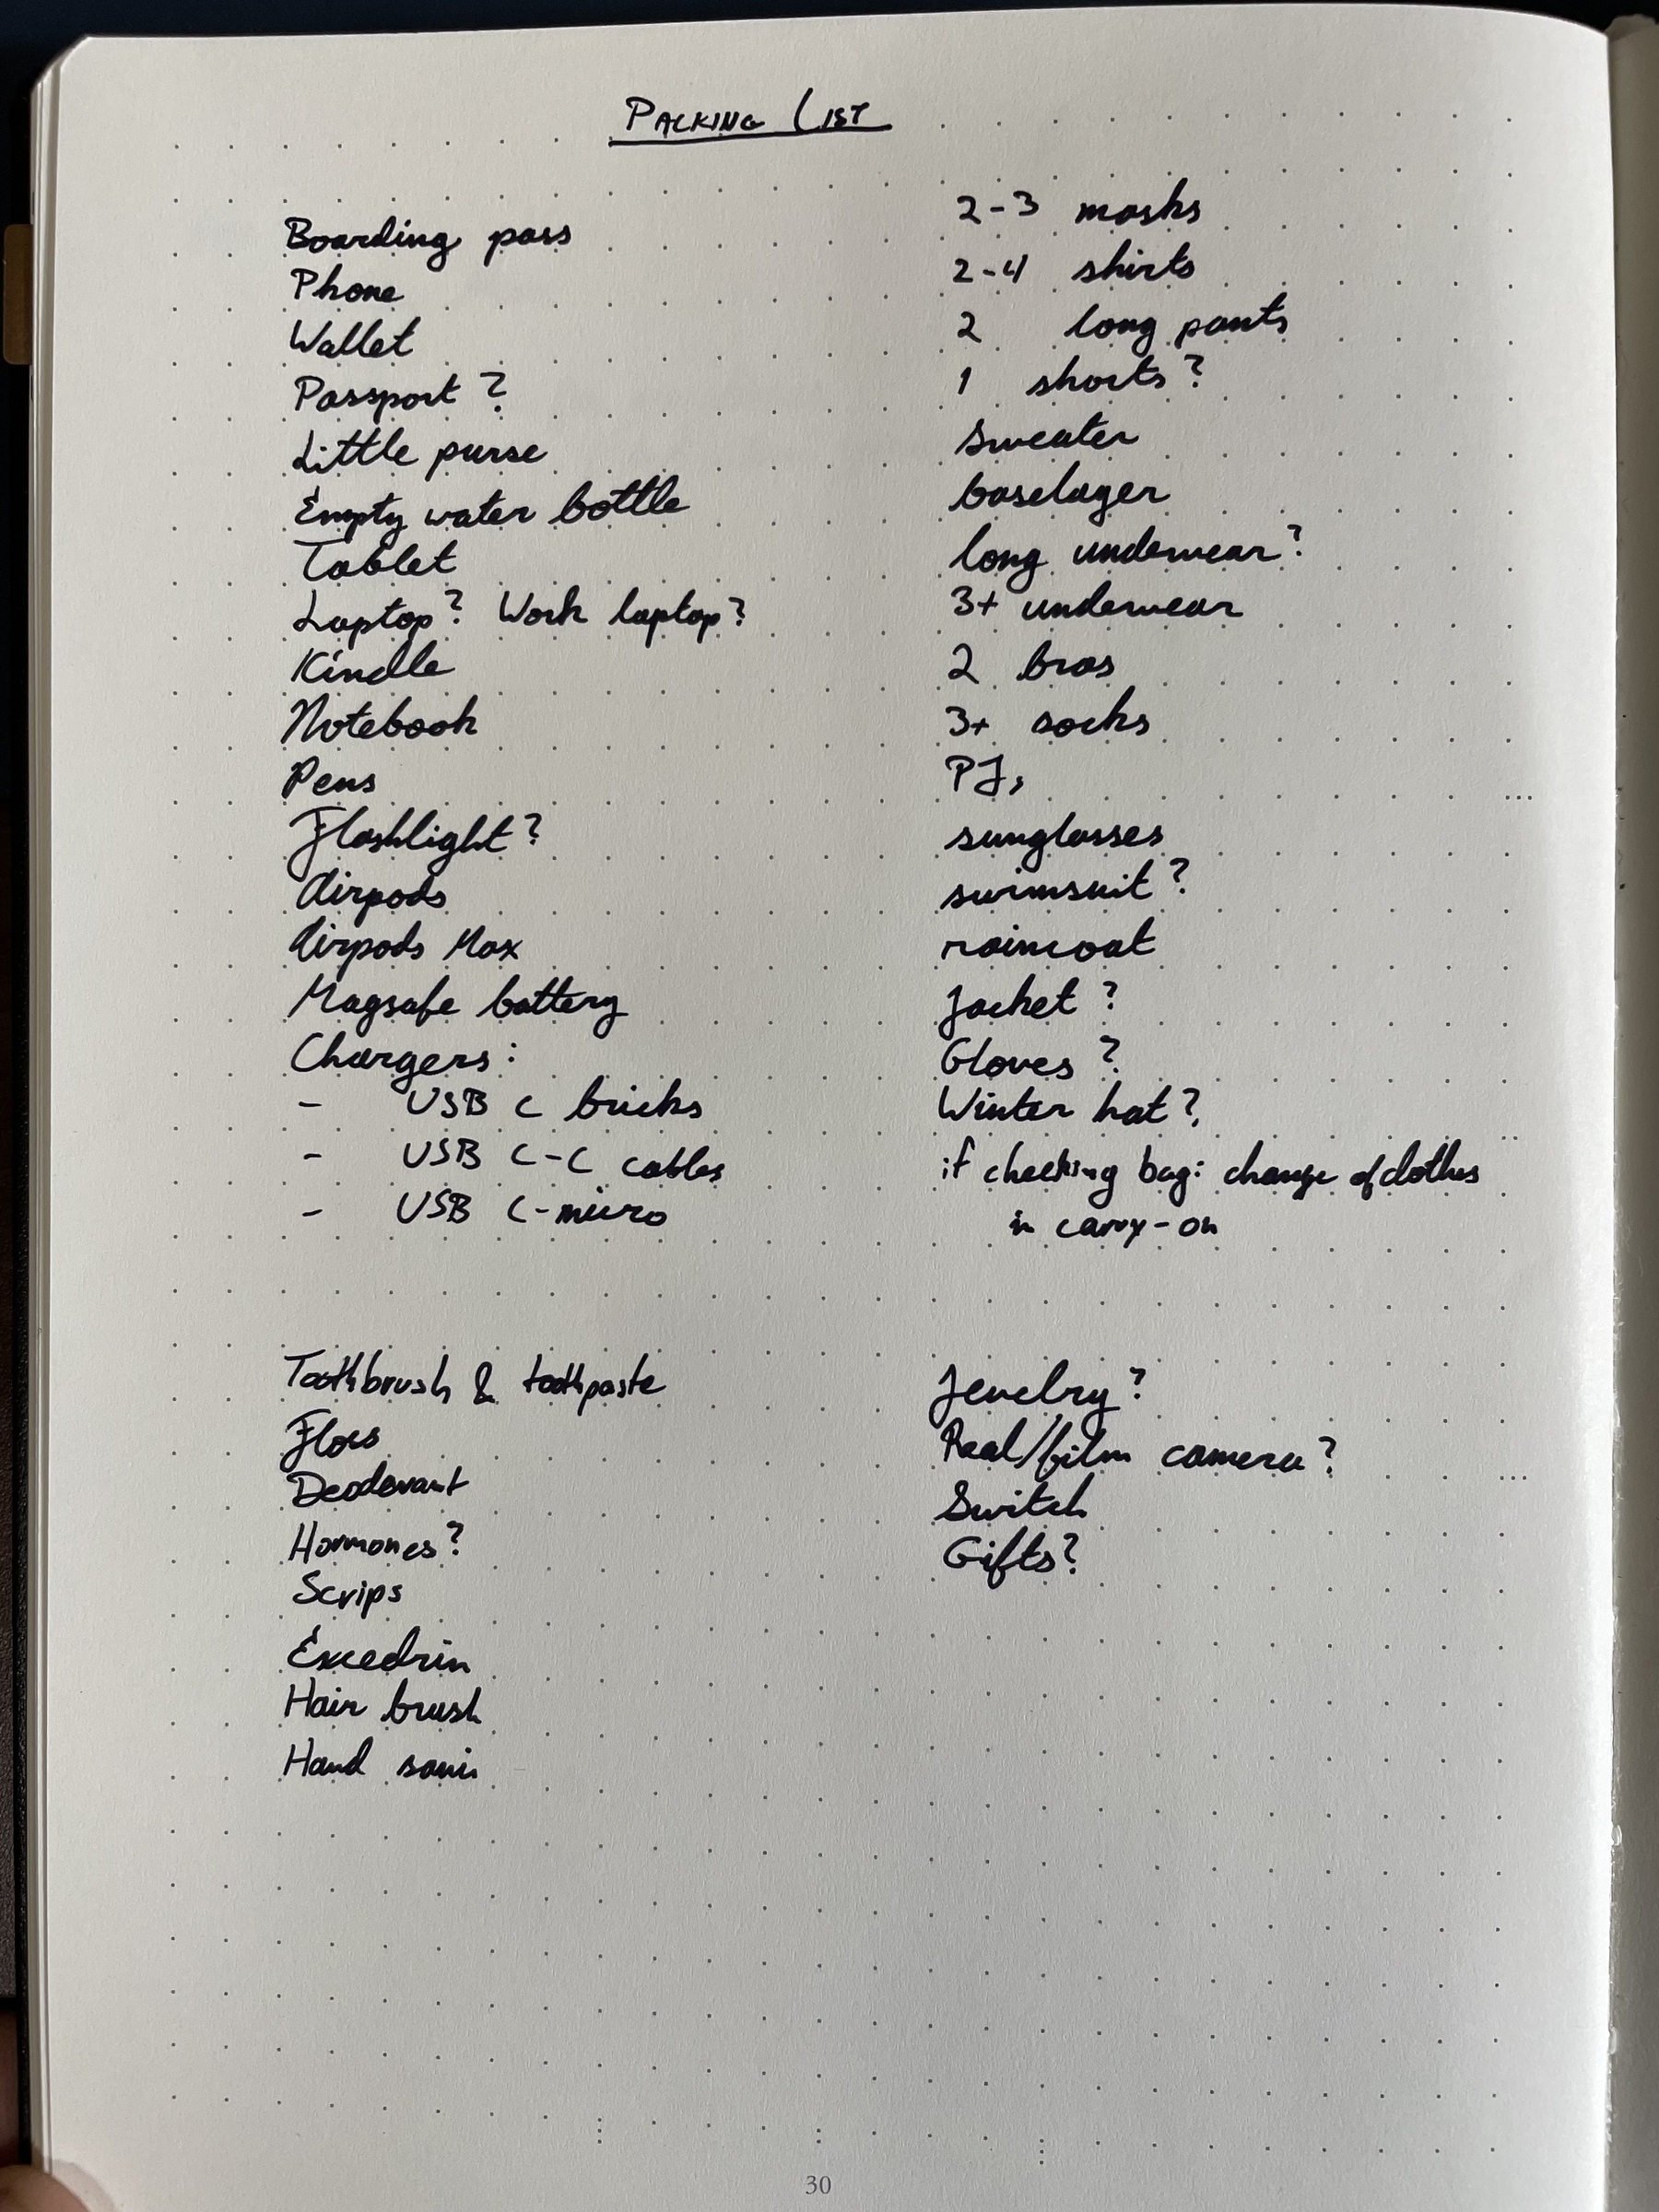 PACKING LIST
Boarding pass
Phone
Wallet
Passport?
Little purse
Empty water bottle
Tablet
Laptop? Work laptop?
Kindle
Notebook
Pens
Flashlight?
Airpods
Airpods Max
Magsafe battery
Chargers:
- USB C bricks
- USB C-C cables
- USB C-micro
2-3 masks
2-4 shirts
2 long pants
1 shorts?
sweater
baselayer
long underwear?
3+ underwear
2 bras
3+ socks
PJs
sunglasses
swimsuit?
raincoat
Jacket?
Gloves?
Winter hat?
if checking bag: change of clothes
in carry-on
Toothbrush & toothpaste
Floss
Deodorant
Hormones?
Scrips
Excedrin
Hair brush
Hand sani
Jewelry?
Real/film camera?
Switch
Gifts?
30